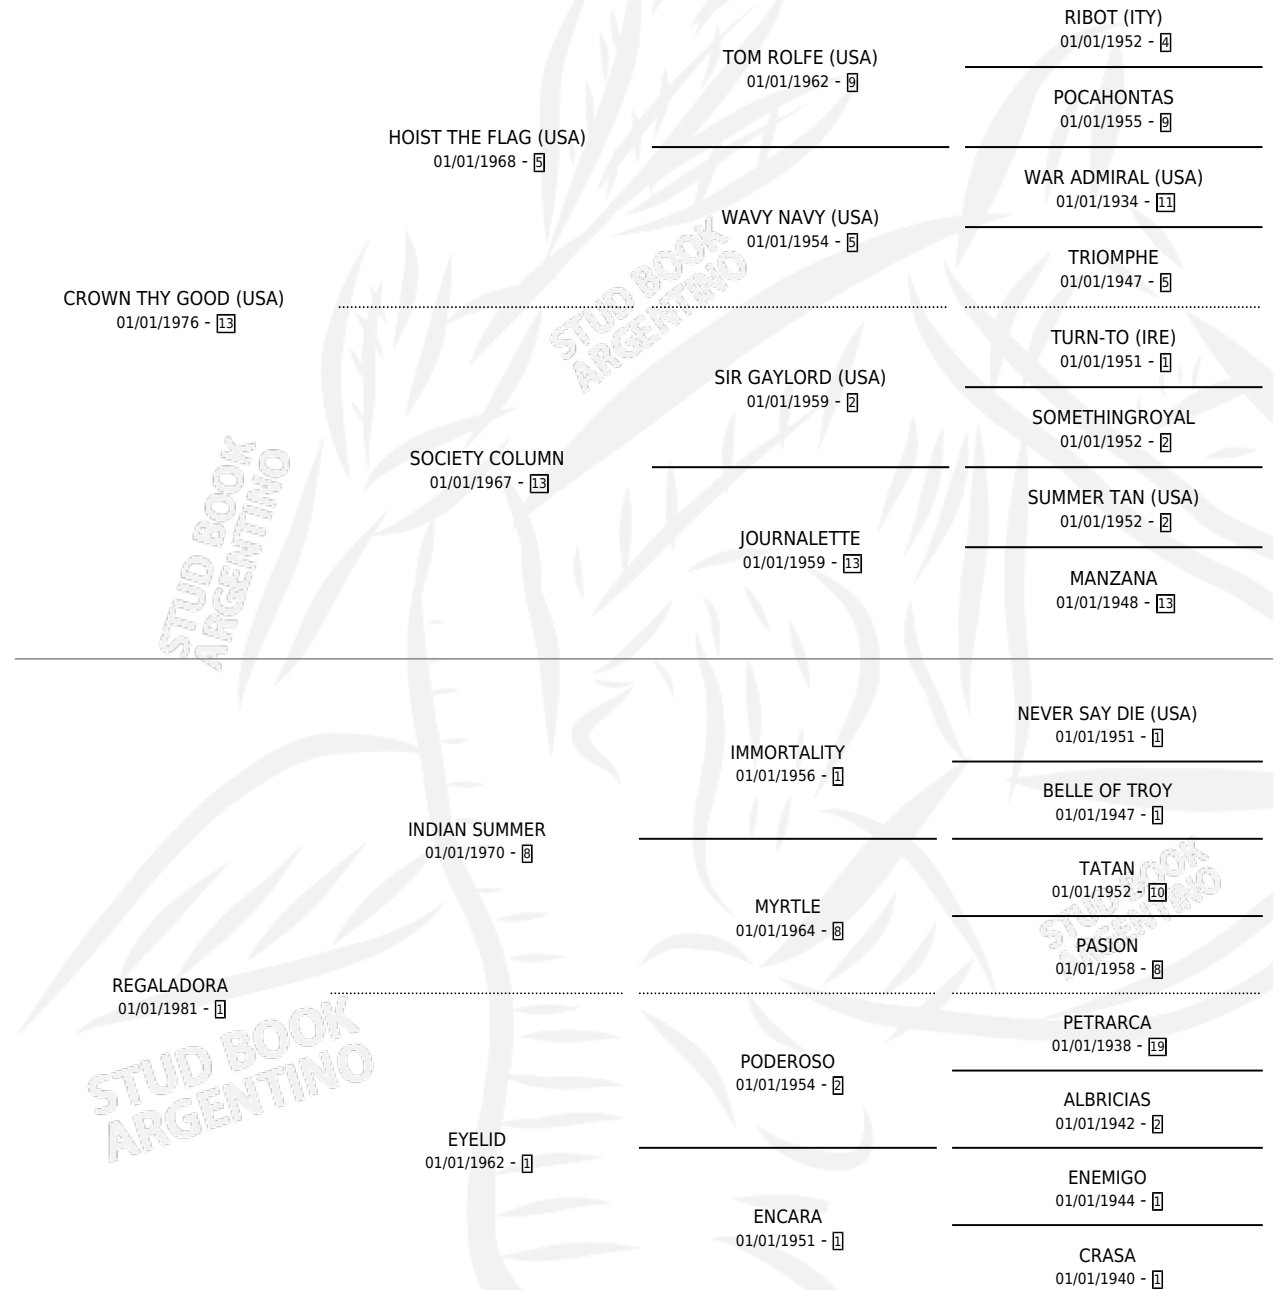 RIBOT (ITY)
01/01/1952 - 4
TOM ROLFE (USA)
01/01/1962 - 9
POCAHONTAS
01/01/1955 - 9
HOIST THE FLAG (USA)
01/01/1968 - 5
WAR ADMIRAL (USA)
01/01/1934 - 11
WAVY NAVY (USA)
01/01/1954 - 5
TRIOMPHE
01/01/1947 - 5
CROWN THY GOOD (USA)
01/01/1976 - 13
TURN-TO (IRE)
01/01/1951 - 1
SIR GAYLORD (USA)
01/01/1959 - 2
SOMETHINGROYAL
01/01/1952 - 2
SOCIETY COLUMN
01/01/1967 - 13
SUMMER TAN (USA)
01/01/1952 - 2
JOURNALETTE
01/01/1959 - 13
MANZANA
01/01/1948 - 13
NEVER SAY DIE (USA)
01/01/1951 - 1
IMMORTALITY
01/01/1956 - 1
BELLE OF TROY
01/01/1947 - 1
INDIAN SUMMER
01/01/1970 - 8
TATAN
01/01/1952 - 10
MYRTLE
01/01/1964 - 8
PASION
01/01/1958 - 8
REGALADORA
01/01/1981 - 1
PETRARCA
01/01/1938 - 19
PODEROSO
01/01/1954 - 2
ALBRICIAS
01/01/1942 - 2
EYELID
01/01/1962 - 1
ENEMIGO
01/01/1944 - 1
ENCARA
01/01/1951 - 1
CRASA
01/01/1940 - 1
STUD BOOK
ARGENTINO
STUD BOOK
ARGENTINO
STUD BOOK
ARGENTINO
STUD BOOK
ARGENTINO